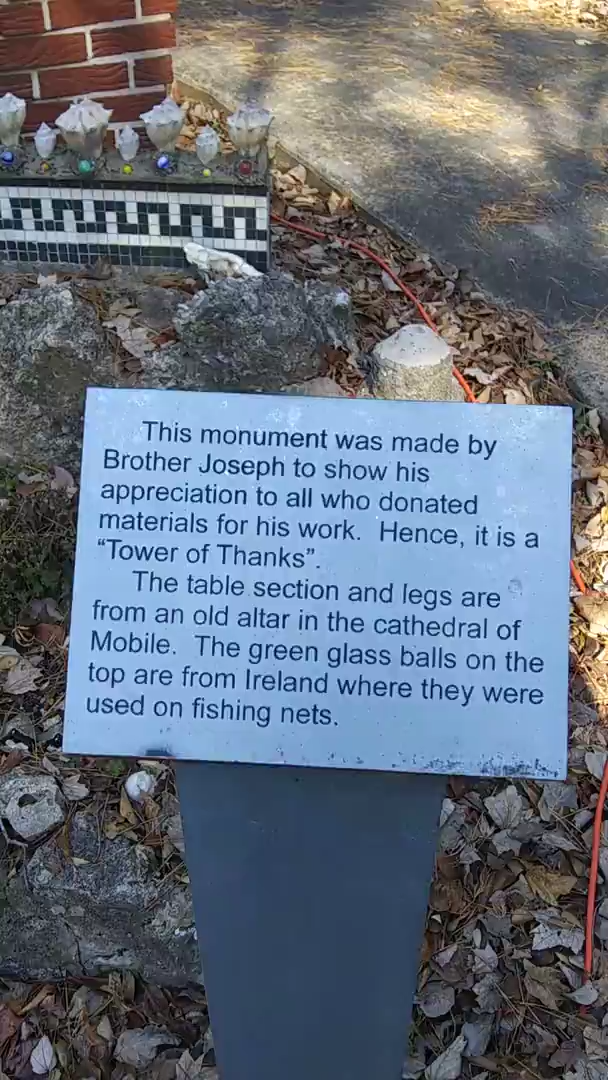 This monument was made by
Brother Joseph to show his
appreciation to all who donated
materials for his work. Hence, it is a
“Tower of Thanks”.
The table section and legs are
from an old altar in the cathedral of
Mobile. The green glass balls on the
top are from Ireland where they were
used on fishing nets.